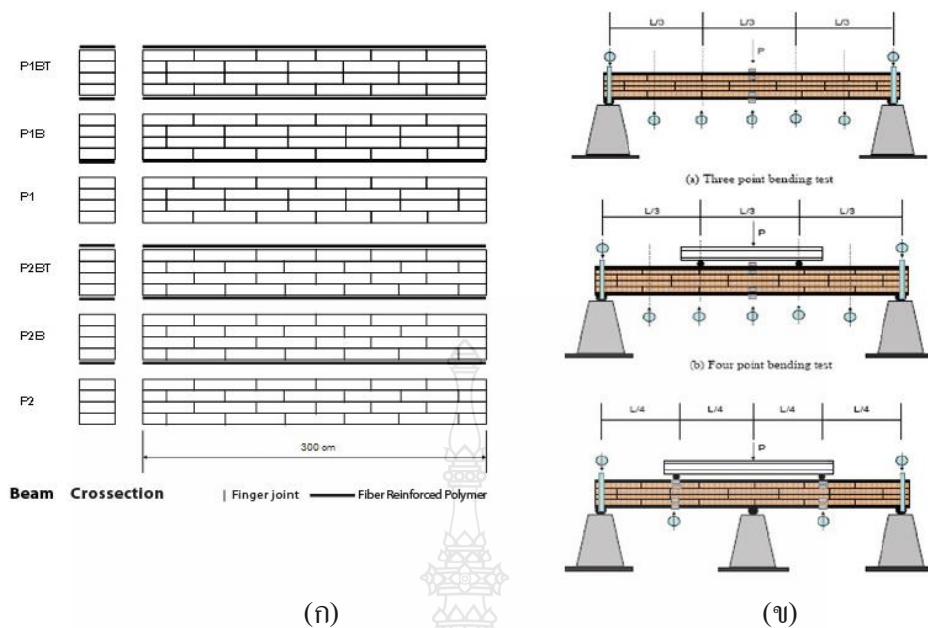 P1BT
P1B
P1
P2BT
P2B
P2
300 cm
Beam Crossection | Finger joint Fiber Reinforced Polymer
(ก)
L/3 L/3 L/3
P
(a) Three point bending test
L/3 L/3 L/3
P
(b) Four point bending test
L/4 L/4 L/4 L/4
P
(ข)